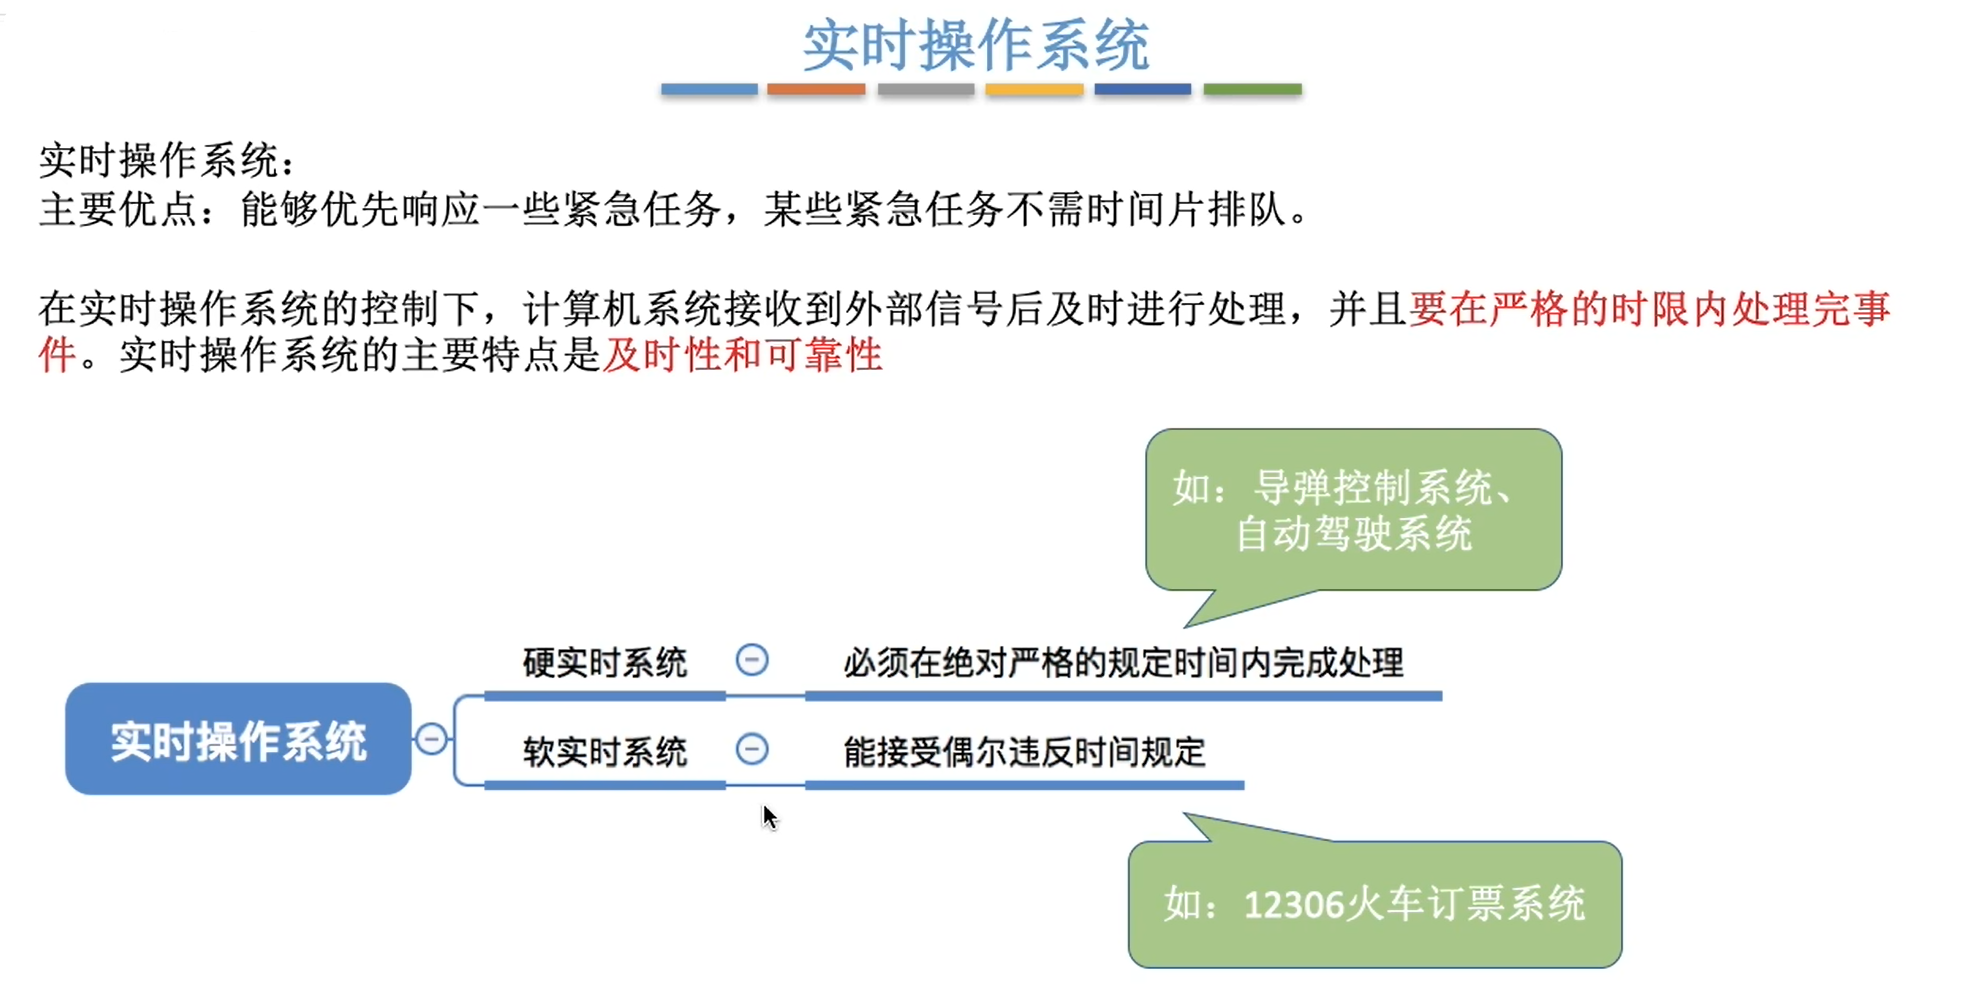 实时操作系统
实时操作系统：
主要优点：能够优先响应一些紧急任务，某些紧急任务不需时间片排队。
在实时操作系统的控制下，计算机系统接收到外部信号后及时进行处理，并且要在严格的时限内处理完事
件。实时操作系统的主要特点是及时性和可靠性
如：导弹控制系统、
自动驾驶系统
硬实时系统
必须在绝对严格的规定时间内完成处理
实时操作系统
软实时系统
能接受偶尔违反时间规定
如：12306火车订票系统